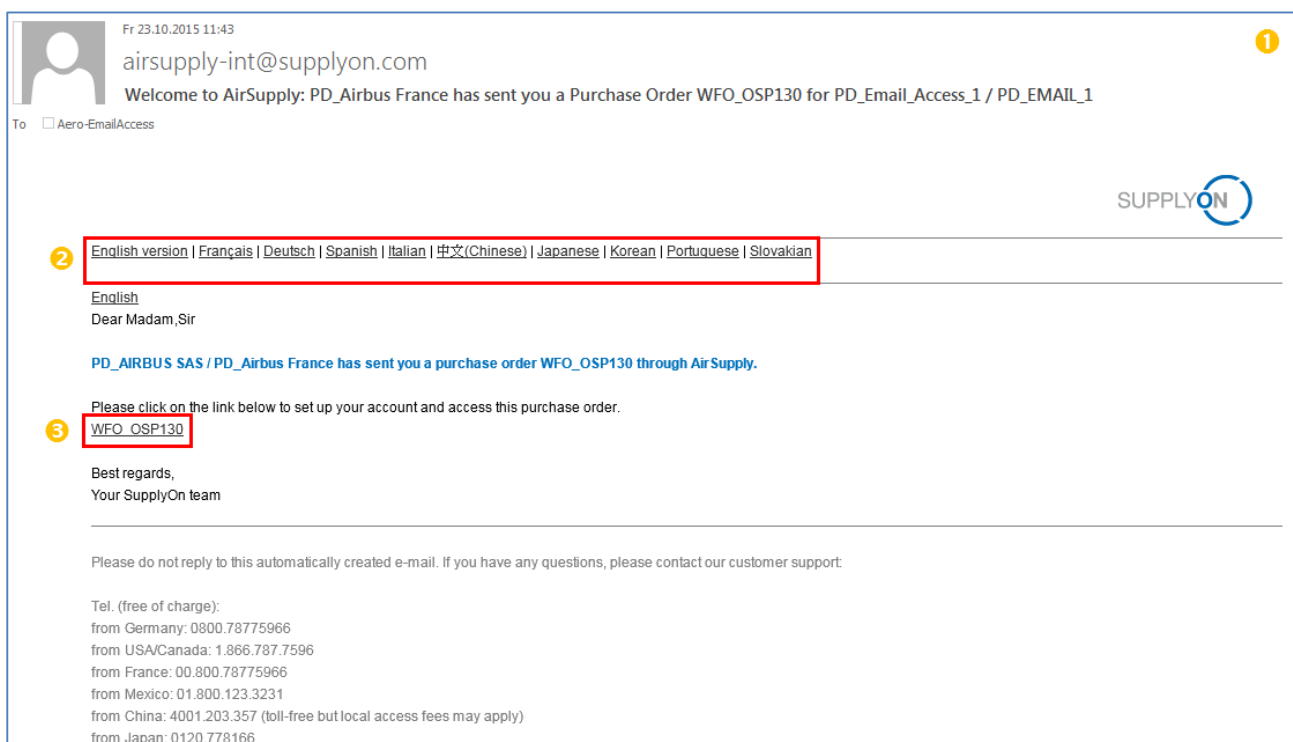 Fr 23.10.2015 11:43
1
airsupply-int@supplyon.com
Welcome to AirSupply: PD_Airbus France has sent you a Purchase Order WFO_OSP130 for PD_Email_Access_1 / PD_EMAIL_1
To Aero-EmailAccess
SUPPLYON
2
English version | Français | Deutsch | Spanish | Italian | 中文(Chinese) | Japanese | Korean | Portuguese | Slovakian
English
Dear Madam,Sir
PD_AIRBUS SAS / PD_Airbus France has sent you a purchase order WFO_OSP130 through AirSupply.
Please click on the link below to set up your account and access this purchase order.
3
WFO_OSP130
Best regards,
Your SupplyOn team
Please do not reply to this automatically created e-mail. If you have any questions, please contact our customer support:
Tel. (free of charge):
from Germany: 0800.78775966
from USA/Canada: 1.866.787.7596
from France: 00.800.78775966
from Mexico: 01.800.123.3231
from China: 4001.203.357 (toll-free but local access fees may apply)
from Japan: 0120.778166